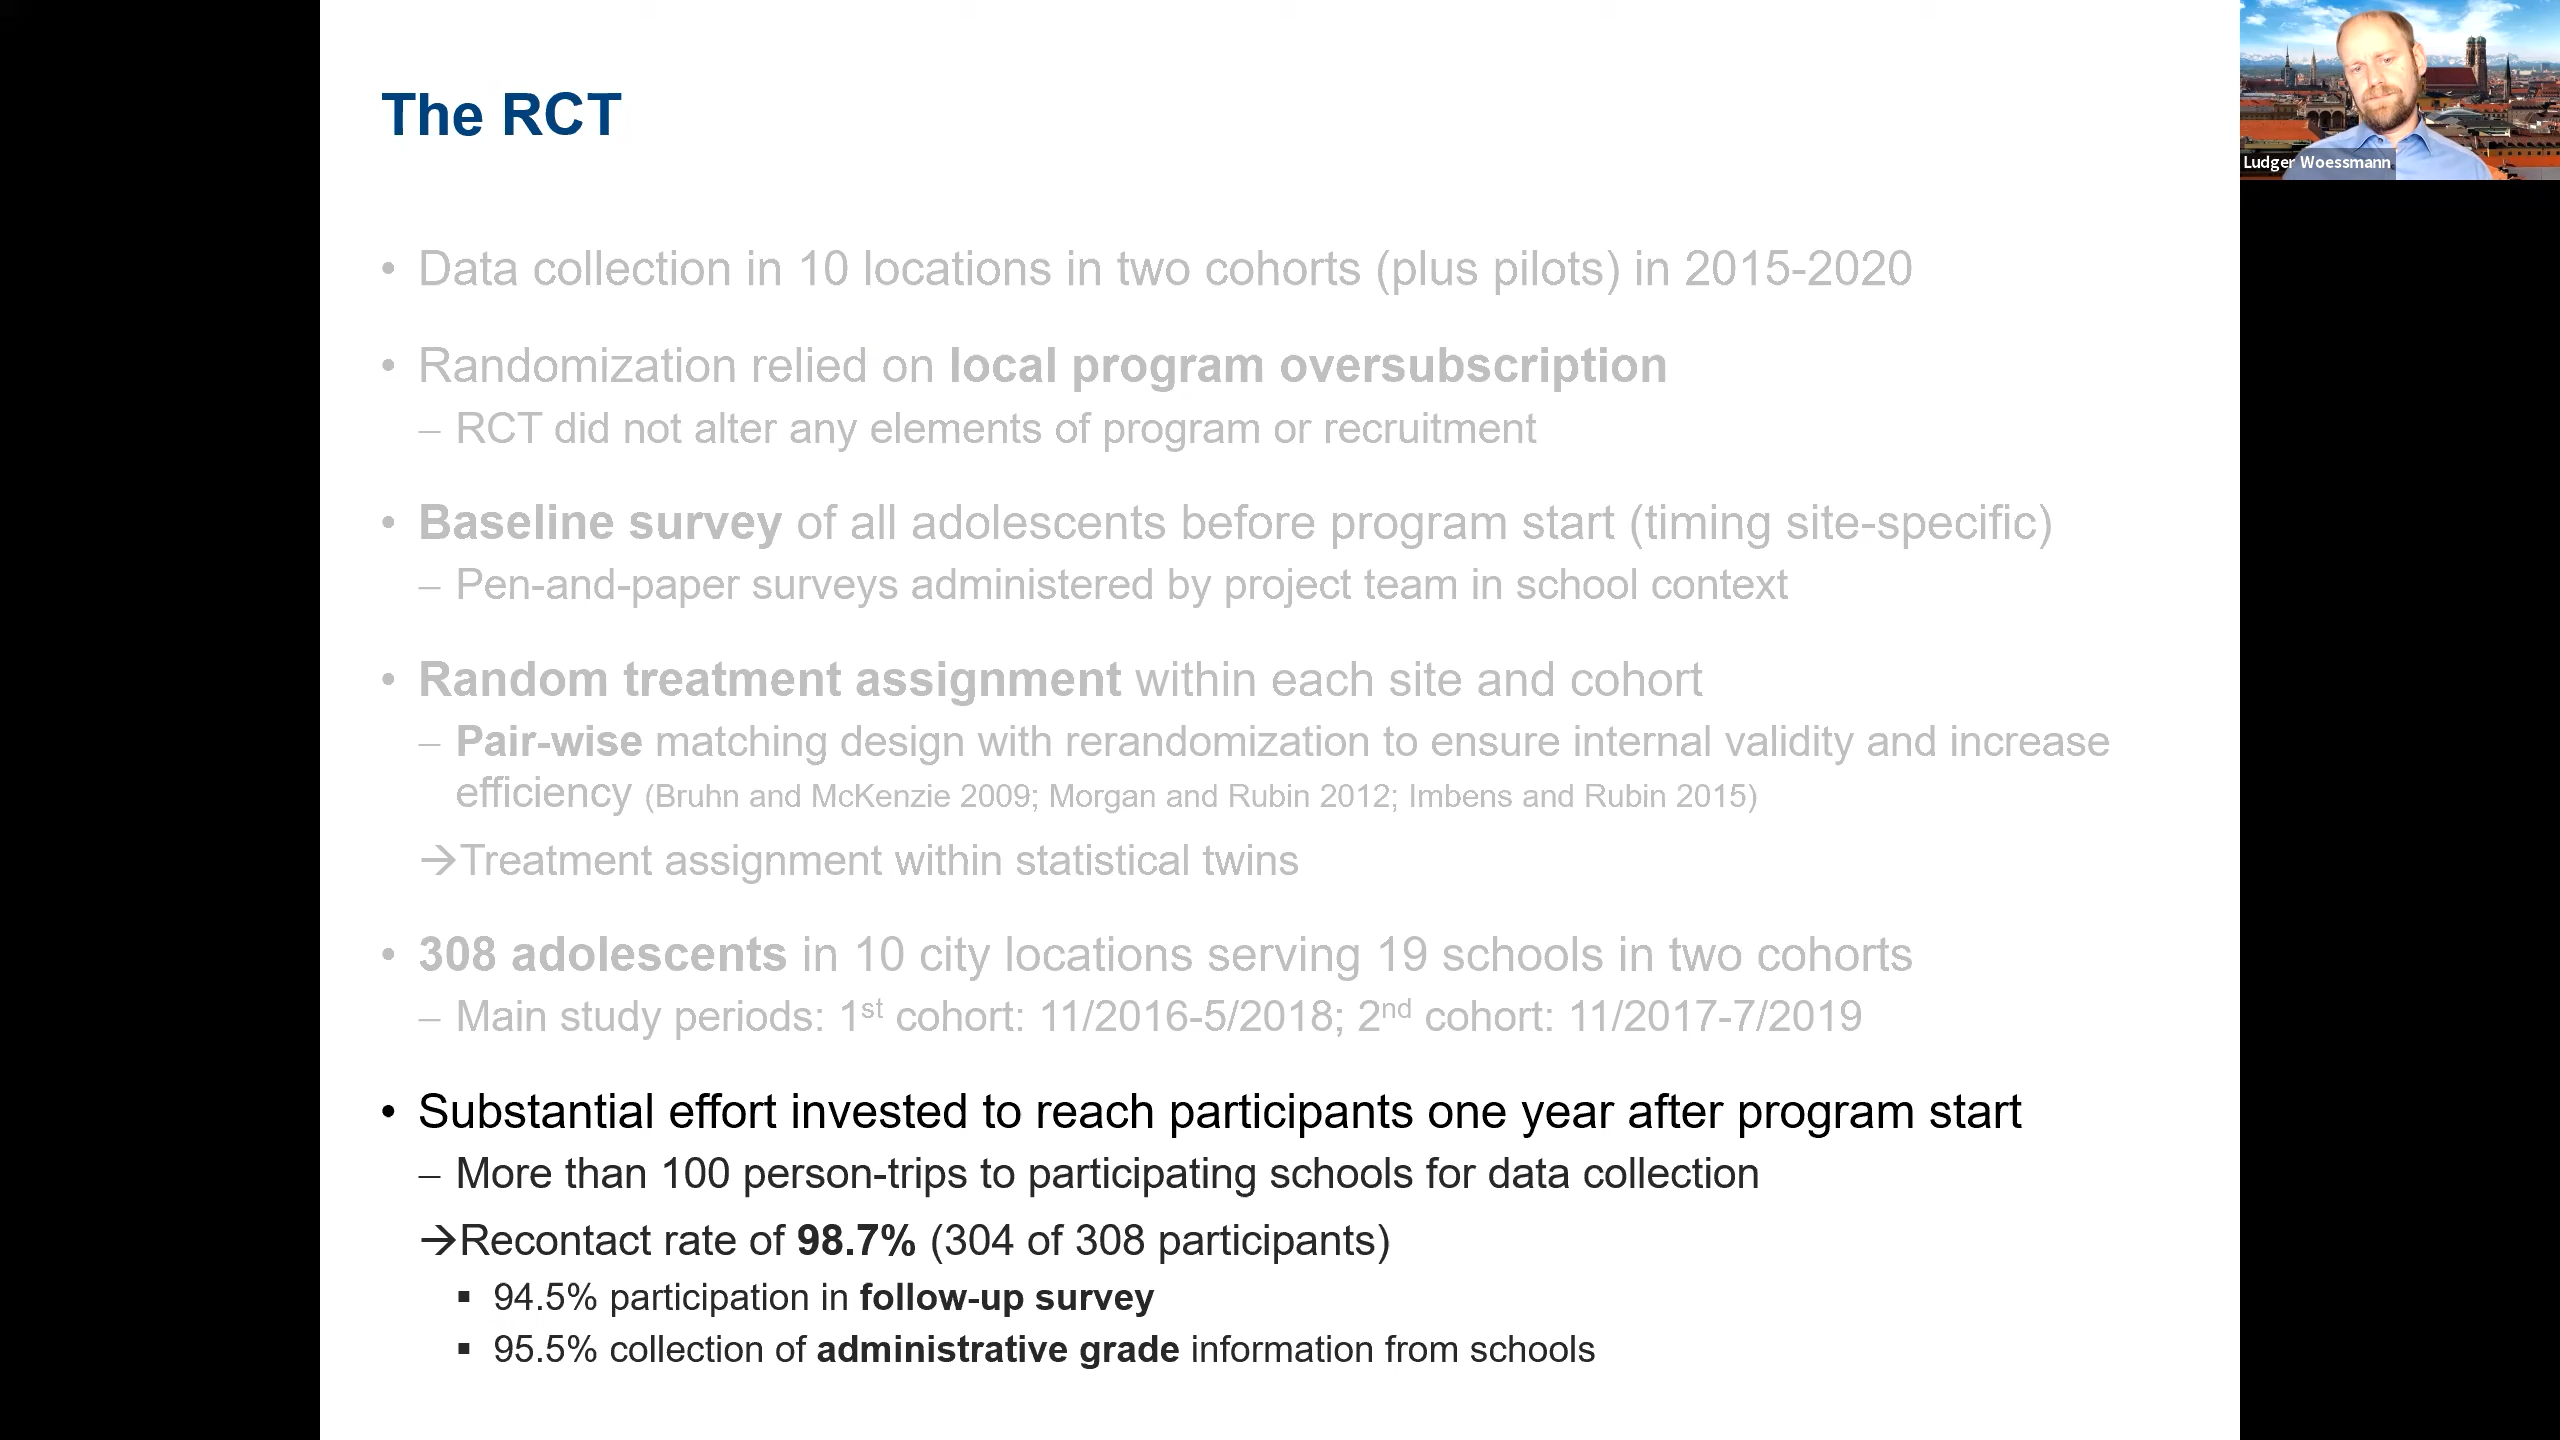 The RCT
Ludger Woessmann
• Data collection in 10 locations in two cohorts (plus pilots) in 2015-2020
• Randomization relied on local program oversubscription
– RCT did not alter any elements of program or recruitment
• Baseline survey of all adolescents before program start (timing site-specific)
– Pen-and-paper surveys administered by project team in school context
• Random treatment assignment within each site and cohort
– Pair-wise matching design with rerandomization to ensure internal validity and increase
efficiency (Bruhn and McKenzie 2009; Morgan and Rubin 2012; Imbens and Rubin 2015)
→Treatment assignment within statistical twins
• 308 adolescents in 10 city locations serving 19 schools in two cohorts
– Main study periods: 1st cohort: 11/2016-5/2018; 2nd cohort: 11/2017-7/2019
• Substantial effort invested to reach participants one year after program start
– More than 100 person-trips to participating schools for data collection
→Recontact rate of 98.7% (304 of 308 participants)
▪ 94.5% participation in follow-up survey
▪ 95.5% collection of administrative grade information from schools